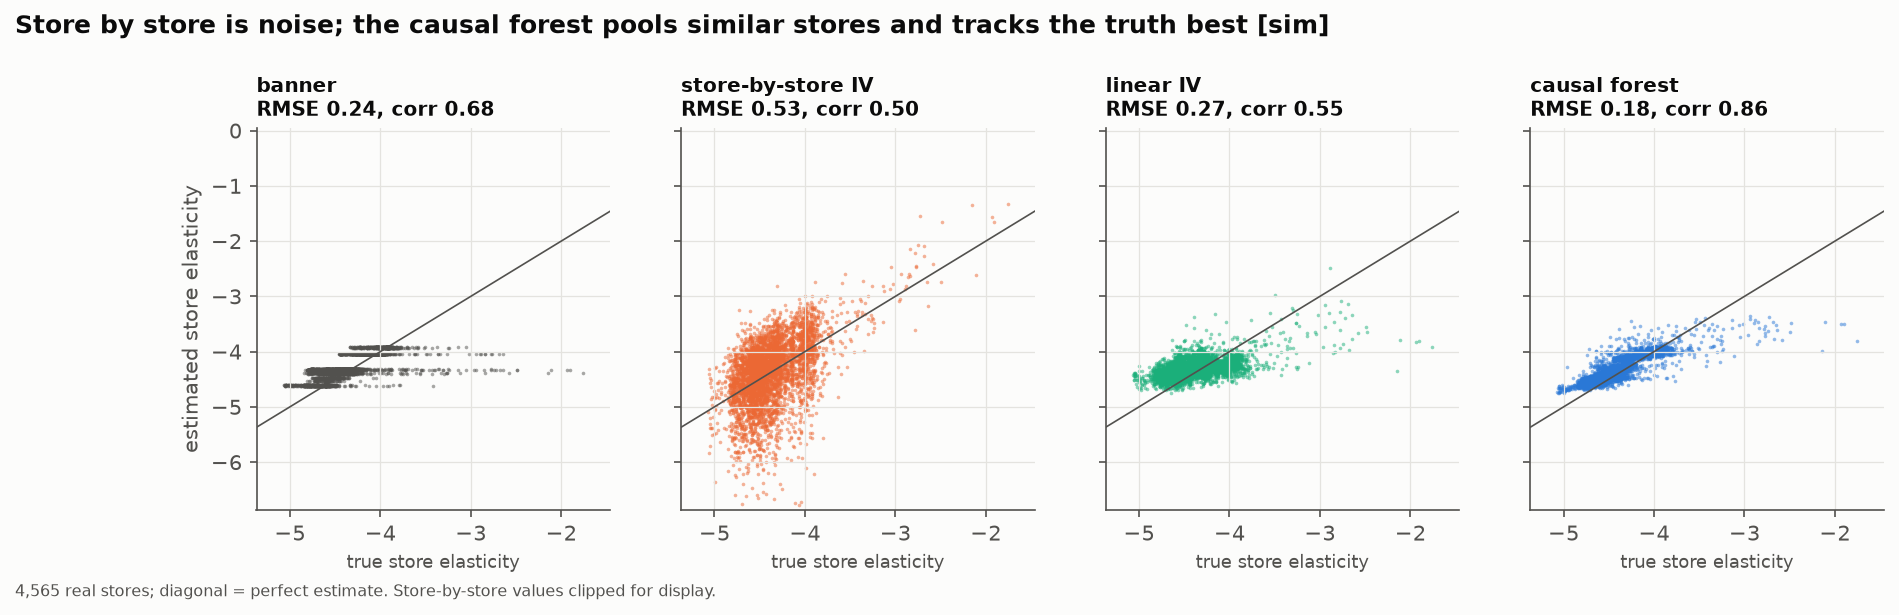 Store by store is noise; the causal forest pools similar stores and tracks the truth best [sim]
banner
RMSE 0.24, corr 0.68
store-by-store IV
RMSE 0.53, corr 0.50
linear IV
RMSE 0.27, corr 0.55
causal forest
RMSE 0.18, corr 0.86
estimated store elasticity
0
−1
−2
−3
−4
−5
−6
−5 −4 −3 −2
−5 −4 −3 −2
−5 −4 −3 −2
−5 −4 −3 −2
true store elasticity
true store elasticity
true store elasticity
true store elasticity
4,565 real stores; diagonal = perfect estimate. Store-by-store values clipped for display.